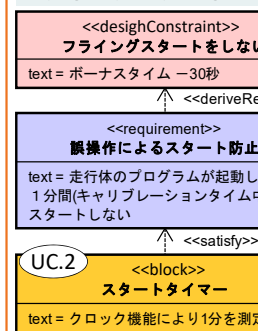 <<desighConstraint>>
フライングスタートをしない
text = ボーナスタイム －30秒
<<deriveRe
<<requirement>>
誤操作によるスタート防止
text = 走行体のプログラムが起動し
１分間(キャリブレーションタイム中
スタートしない
<<satisfy>>
UC.2
<<block>>
スタートタイマー
text = クロック機能により1分を測定